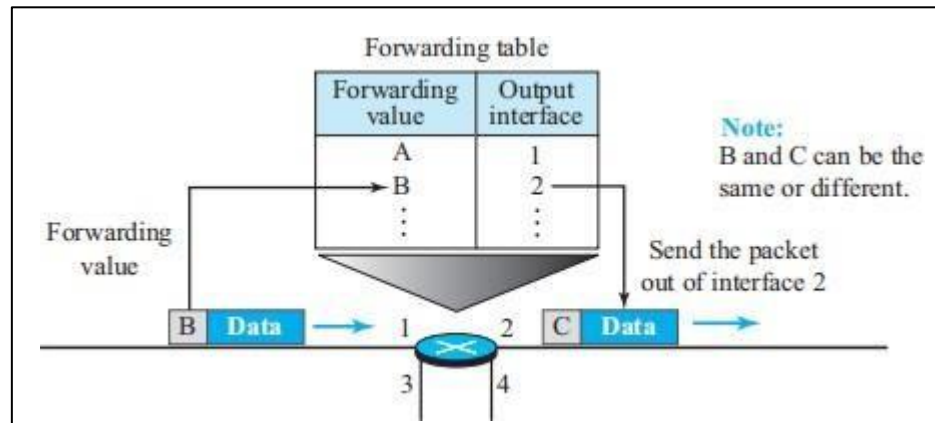 Forwarding table
Forwarding Output
value interface
A 1
B 2
⋮ ⋮
Note:
B and C can be the
same or different.
Forwarding
value
Send the packet
out of interface 2
B Data
1 2
C Data
3 4